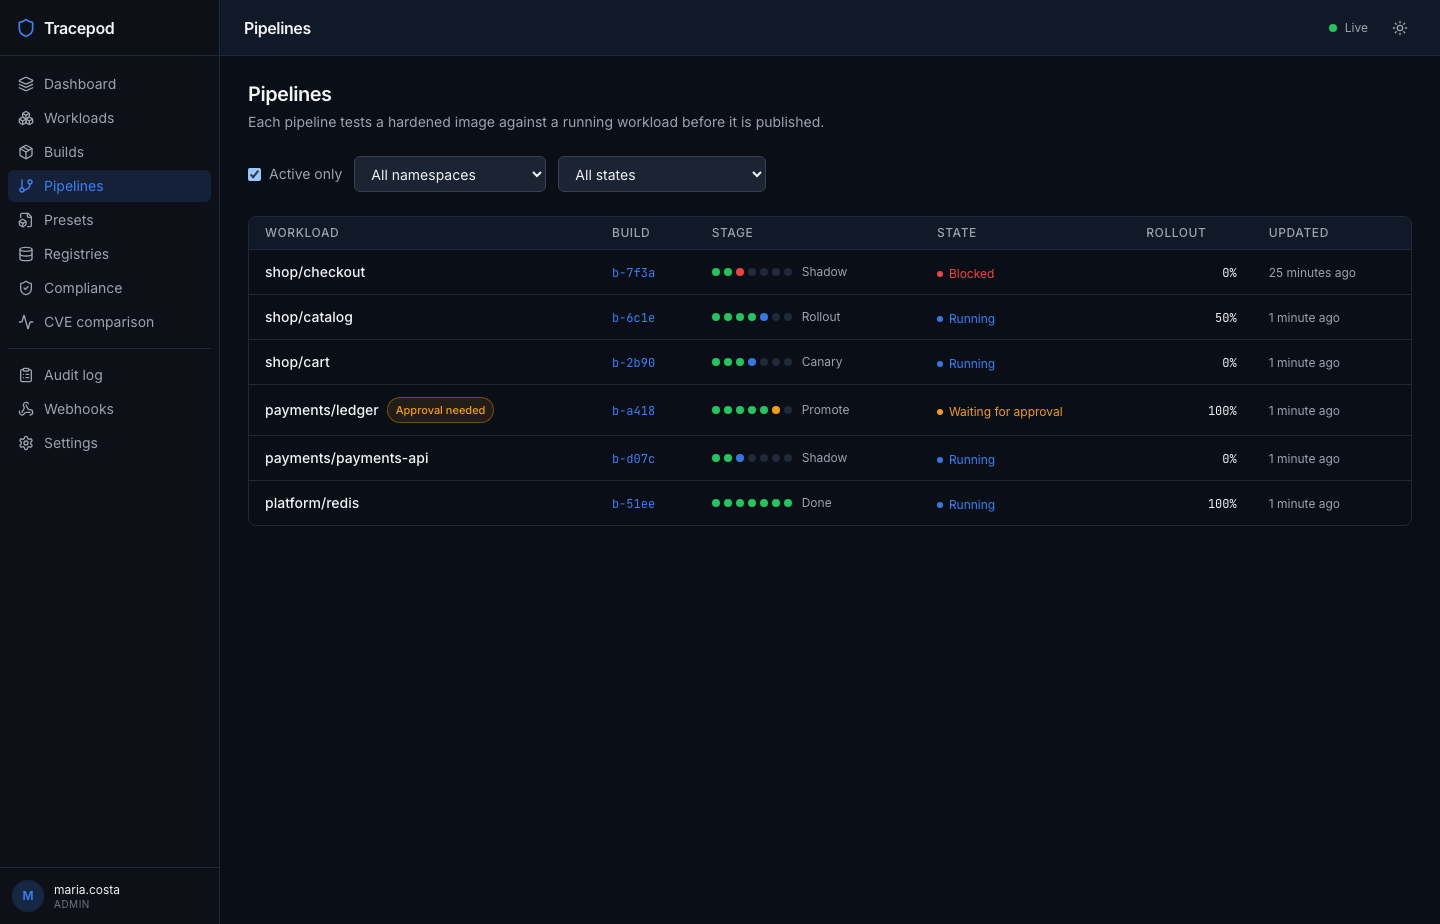 Tracepod
Pipelines
Live
Dashboard
Workloads
Builds
Pipelines
Presets
Registries
Compliance
CVE comparison
Audit log
Webhooks
Settings
maria.costa
ADMIN
Pipelines
Each pipeline tests a hardened image against a running workload before it is published.
Active only All namespaces All states
WORKLOAD BUILD STAGE STATE ROLLOUT UPDATED
shop/checkout b-7f3a Shadow Blocked 0% 25 minutes ago
shop/catalog b-6c1e Rollout Running 50% 1 minute ago
shop/cart b-2b90 Canary Running 0% 1 minute ago
payments/ledger Approval needed b-a418 Promote Waiting for approval 100% 1 minute ago
payments/payments-api b-d07c Shadow Running 0% 1 minute ago
platform/redis b-51ee Done Running 100% 1 minute ago
M